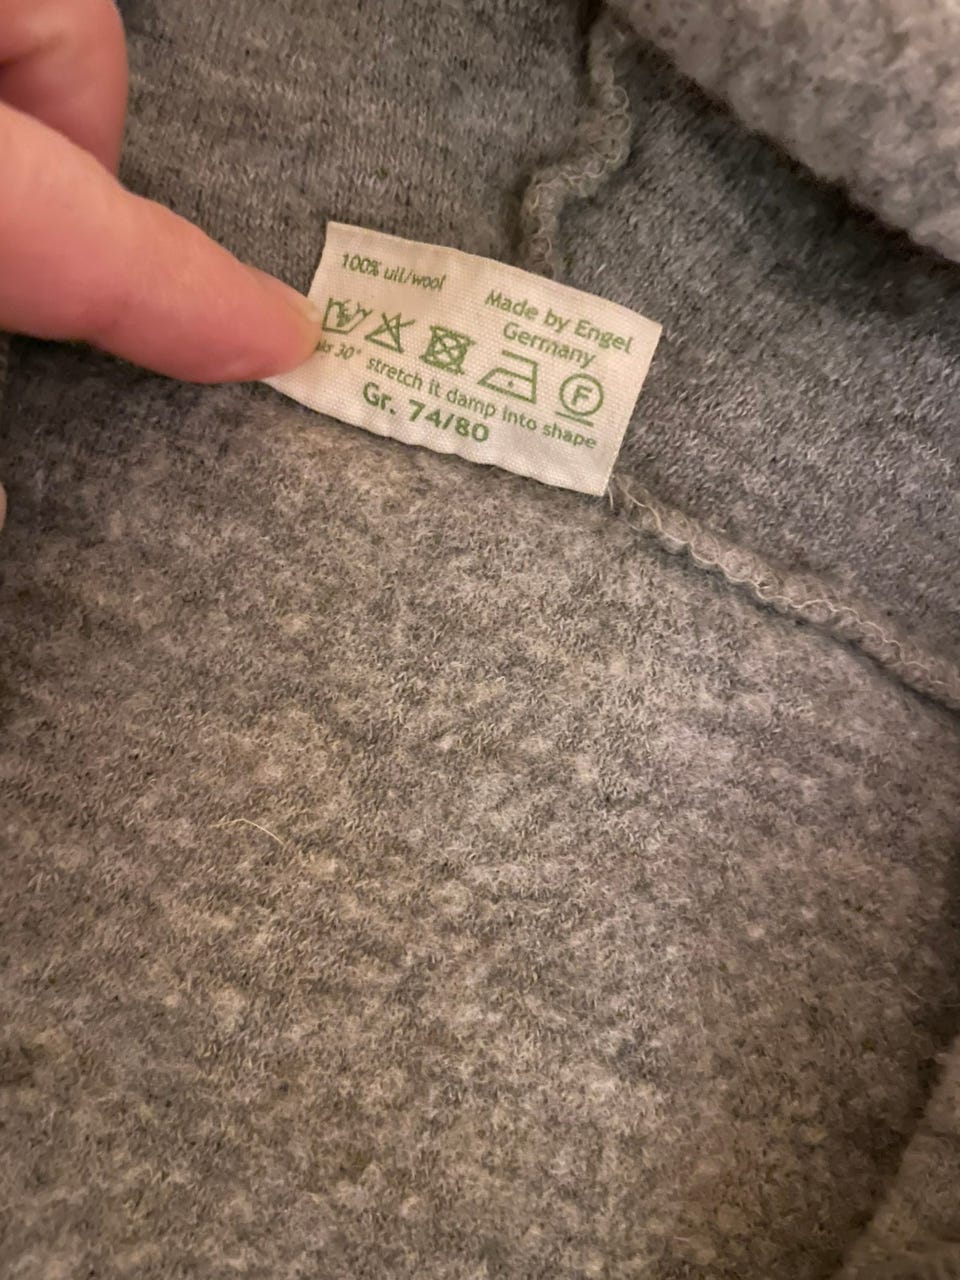 100% ull/wool
Made by Engel
Germany
F
30° stretch it damp into shape
Gr. 74/80